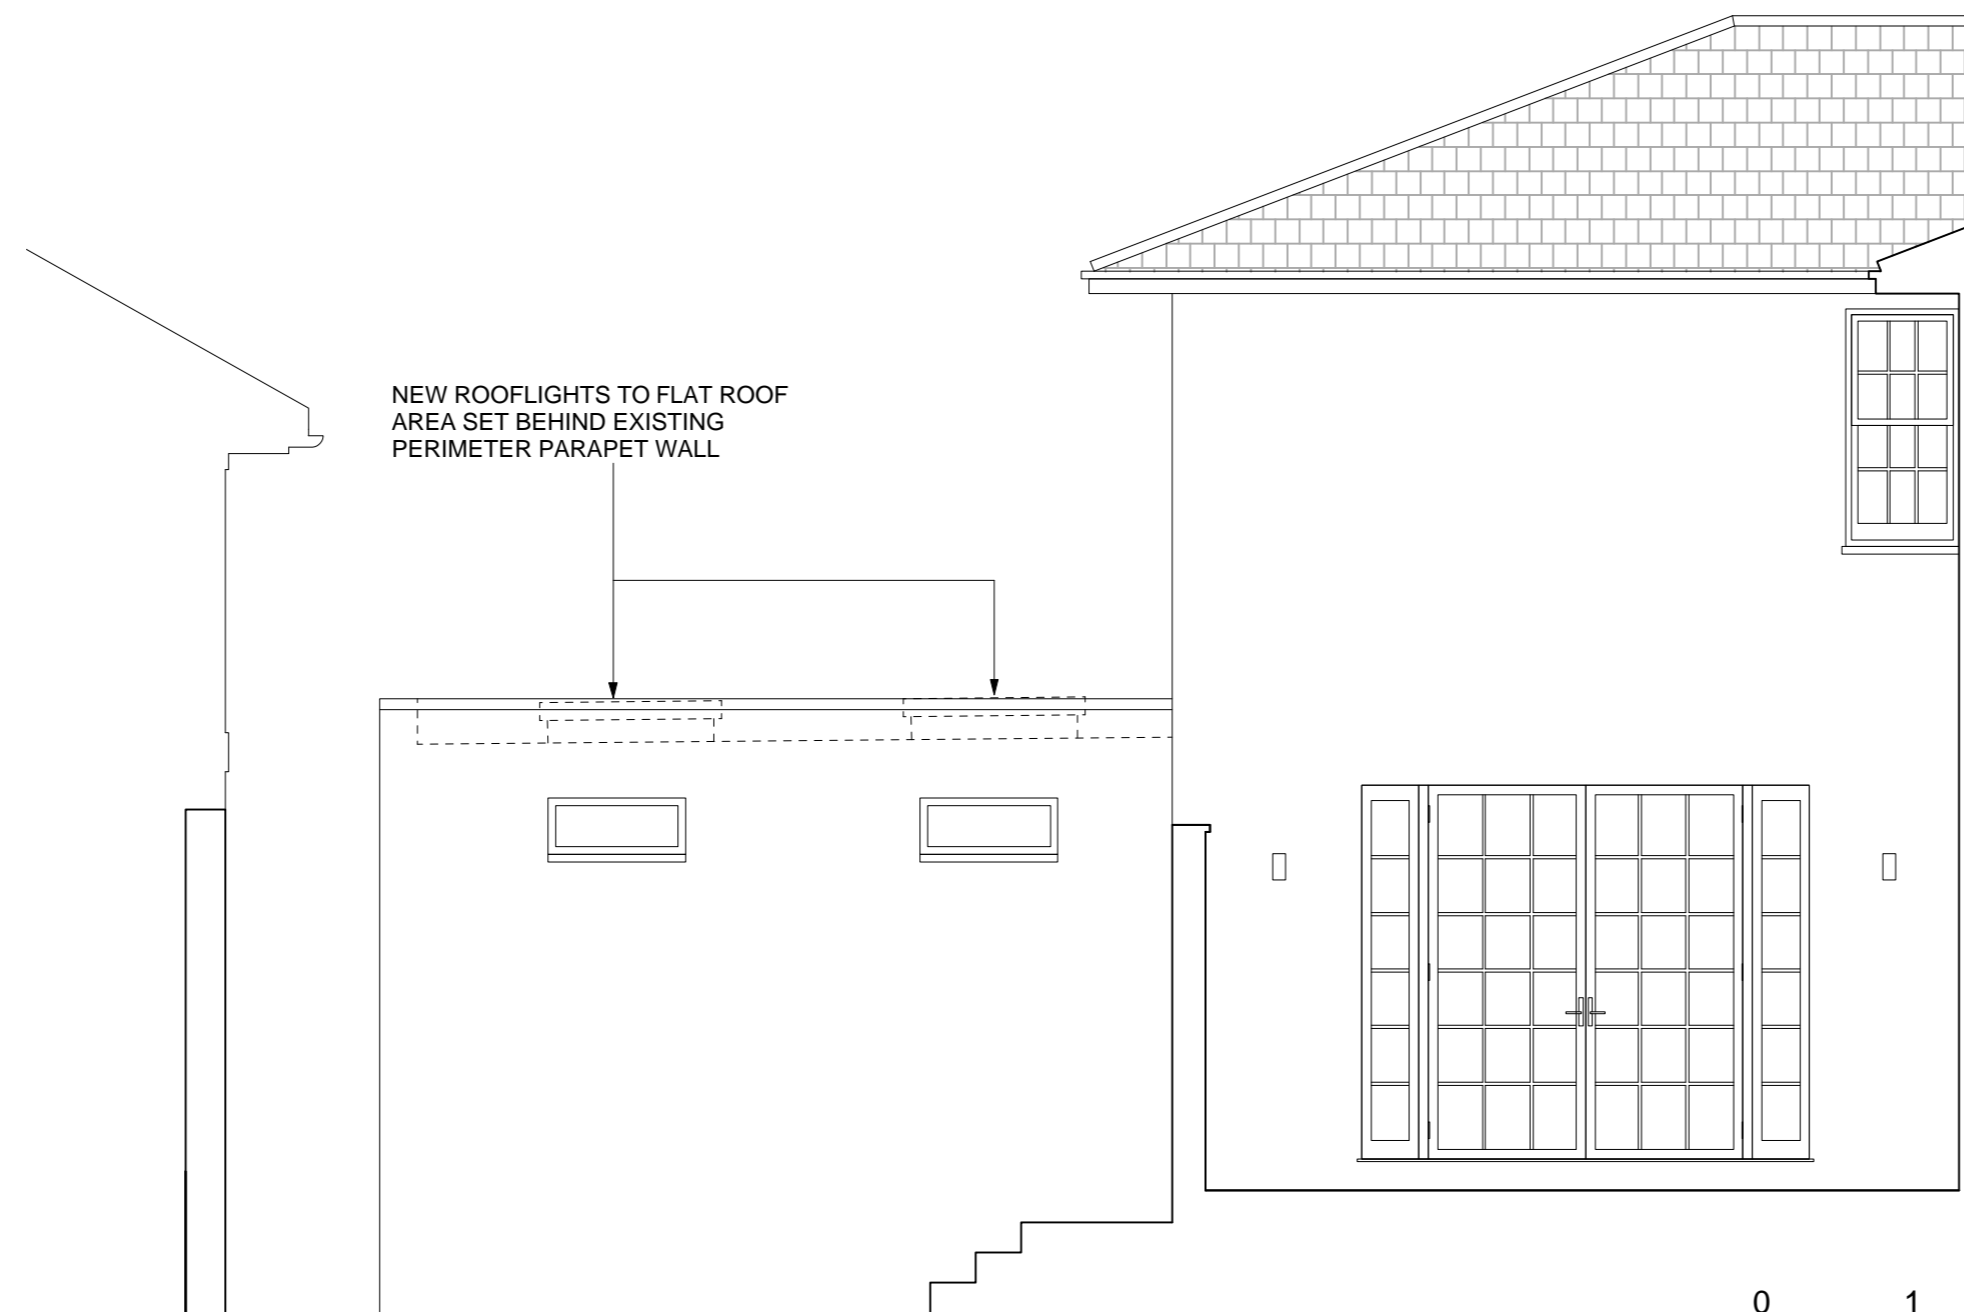 NEW ROOFLIGHTS TO FLAT ROOF
AREA SET BEHIND EXISTING
PERIMETER PARAPET WALL
0 1